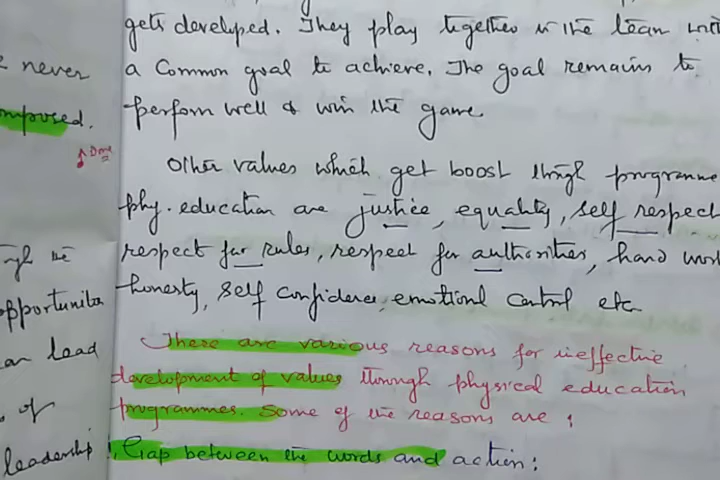 gets developed. They play together in the team with
a Common goal to achieve. The goal remains to
perform well & win the game.
Other values which get boost through programme
phy. education are justice, equality, self respect
respect for rules, respect for authorities, hard work
honesty, self confidence, emotional control etc.
There are various reasons for ineffective
development of values through physical education
programmes. Some of the reasons are :
Gap between the words and action :
never
mposed.
Done
the
opportunities
lead
of
leadership